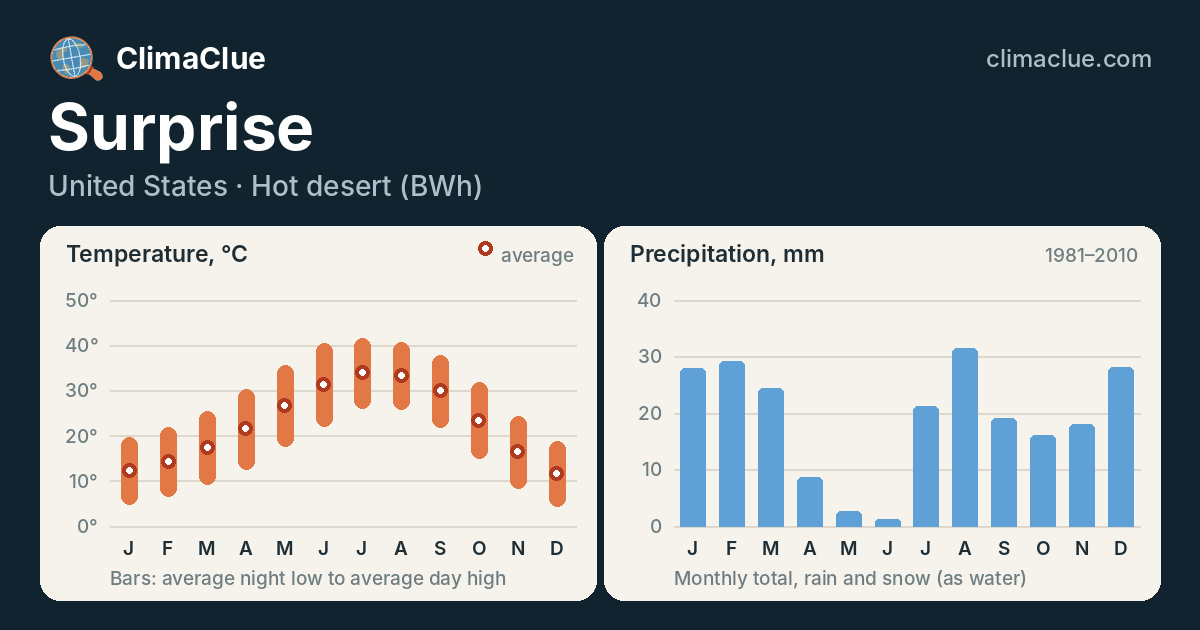 ClimaClue
climaclue.com
Surprise
United States · Hot desert (BWh)
Temperature, °C
average
50°
40°
30°
20°
10°
0°
J F M A M J J A S O N D
Bars: average night low to average day high
Precipitation, mm
1981–2010
40
30
20
10
0
J F M A M J J A S O N D
Monthly total, rain and snow (as water)